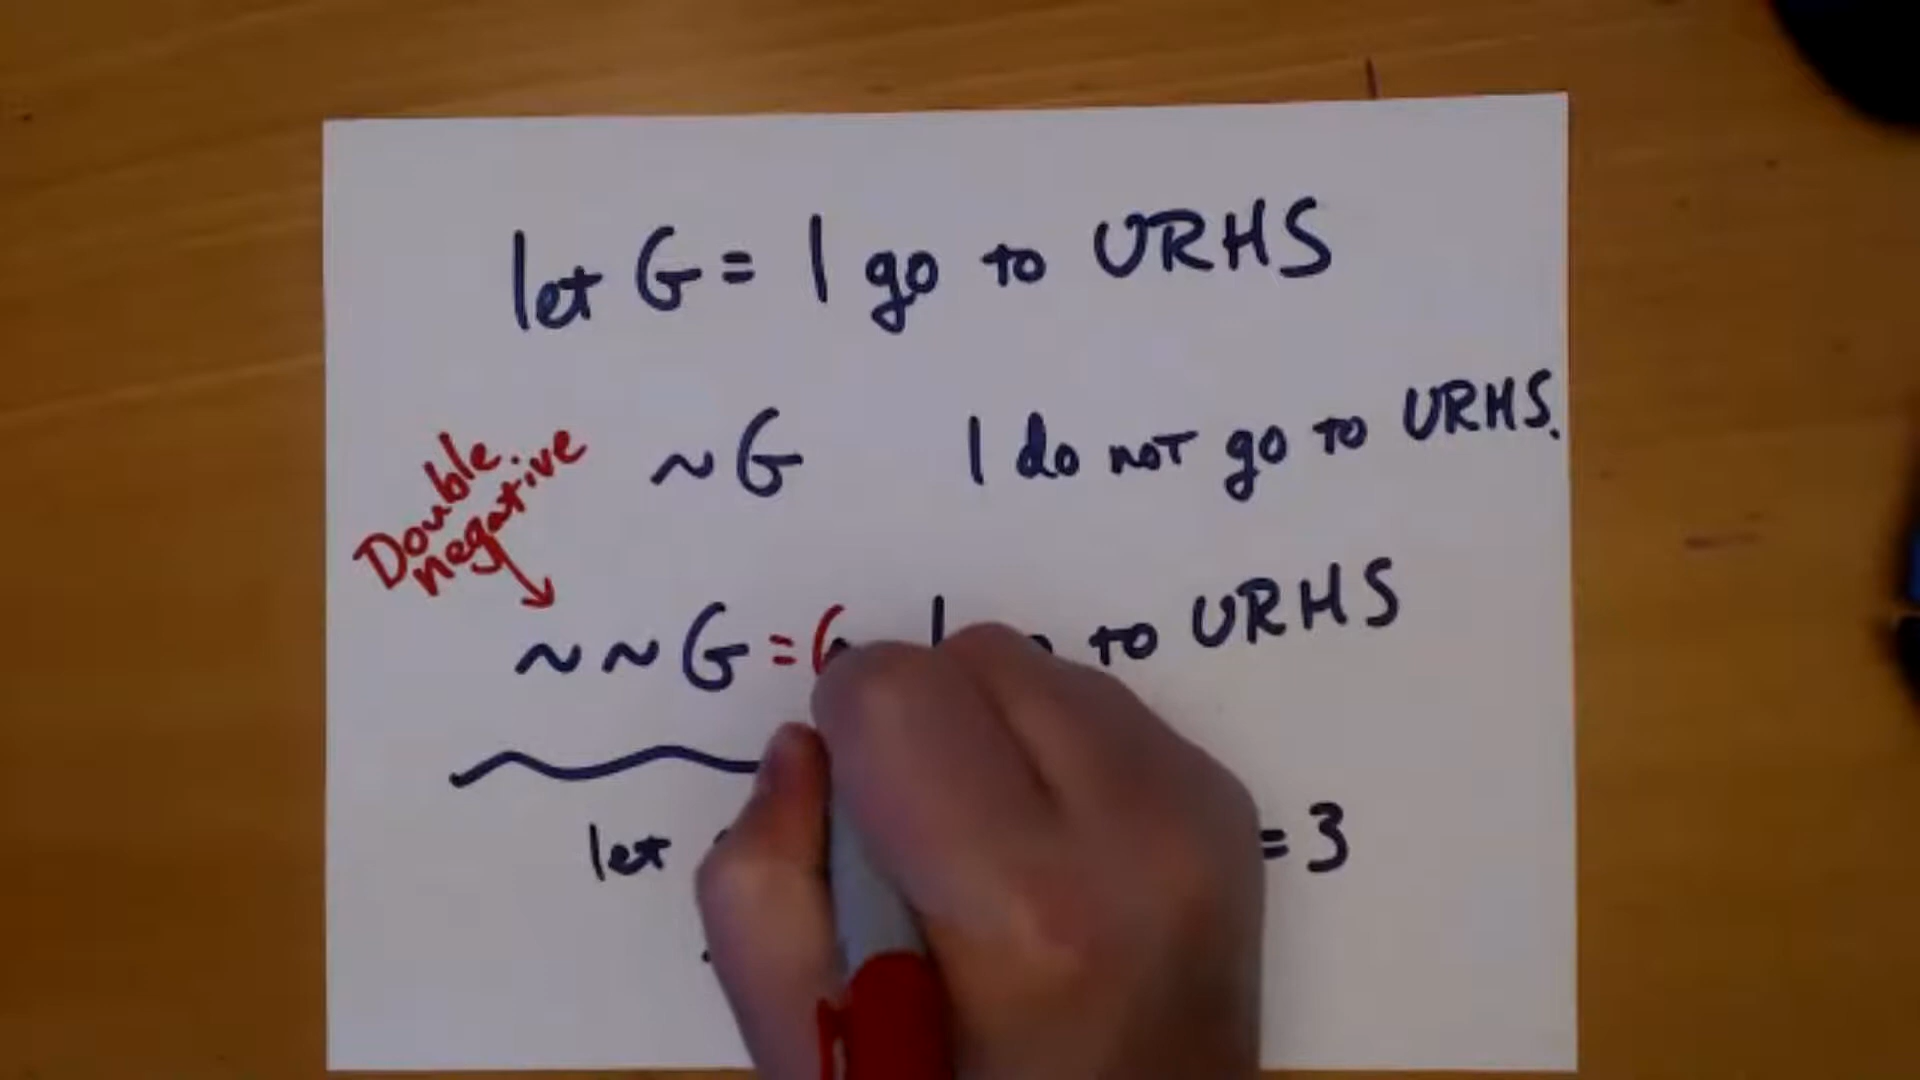 let G = I go to URHS
~G I do not go to URHS.
Double
negative
~~G = to URHS
let = 3